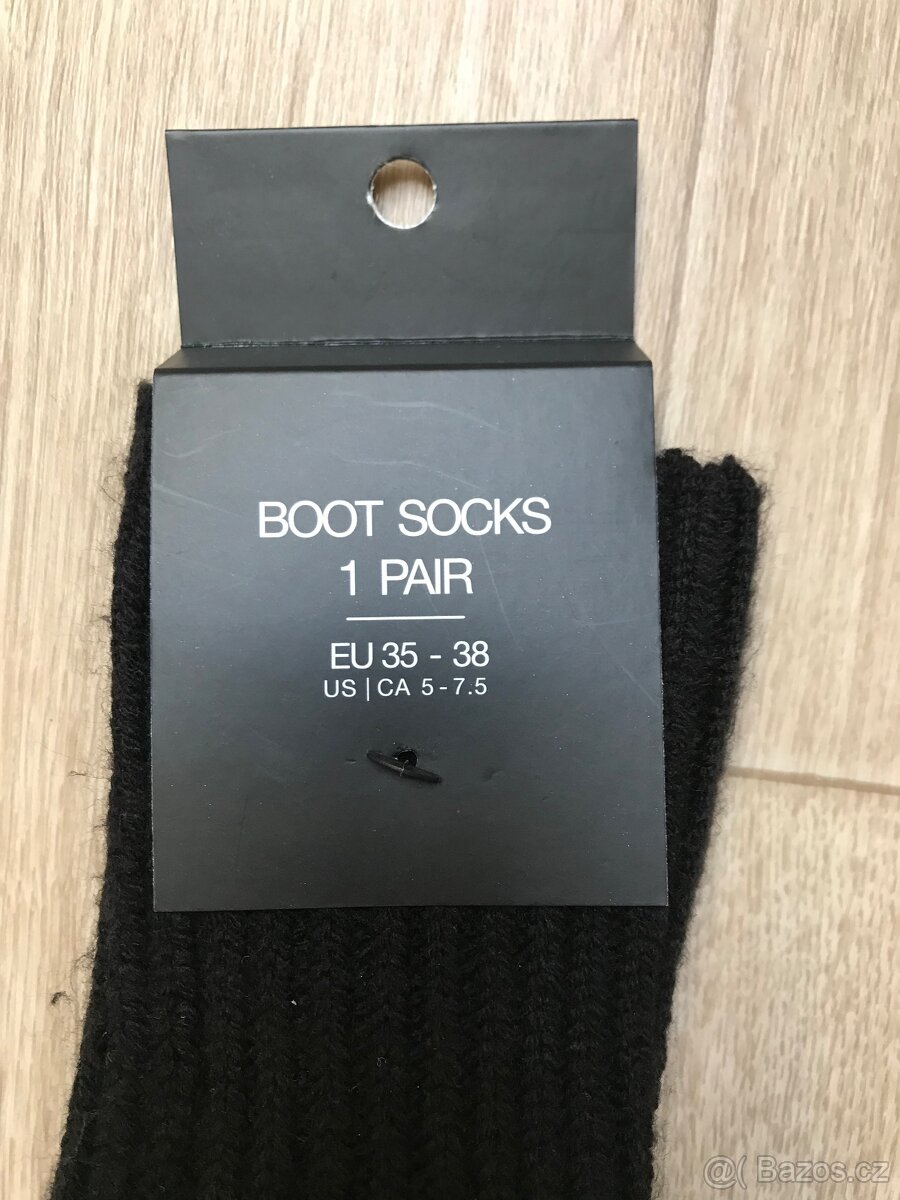 BOOT SOCKS
1 PAIR
EU 35 - 38
US | CA 5 - 7.5
@( Bazos.cz